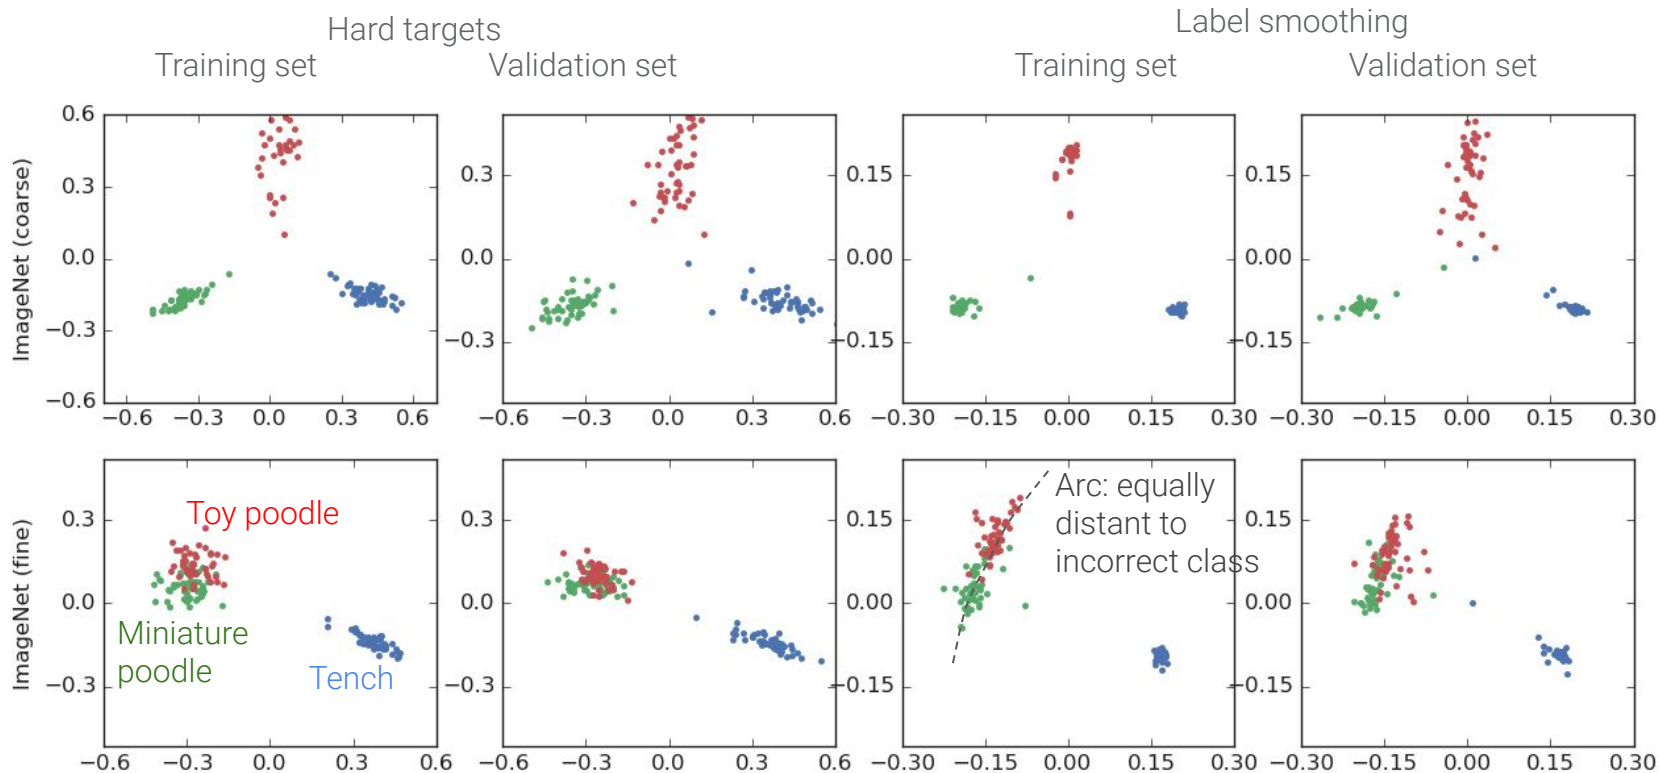 Hard targets
Label smoothing
Training set
Validation set
Training set
Validation set
ImageNet (coarse)
0.6
0.3
0.0
−0.3
−0.6
−0.6 −0.3 0.0 0.3 0.6
0.3
0.0
−0.3
−0.6 −0.3 0.0 0.3 0.6
0.15
0.00
−0.15
−0.30 −0.15 0.00 0.15 0.30
0.15
0.00
−0.15
−0.30 −0.15 0.00 0.15 0.30
ImageNet (fine)
0.3
0.0
−0.3
Toy poodle
Miniature
poodle
Tench
−0.6 −0.3 0.0 0.3 0.6
0.3
0.0
−0.3
−0.6 −0.3 0.0 0.3 0.6
0.15
0.00
−0.15
Arc: equally
distant to
incorrect class
−0.30 −0.15 0.00 0.15 0.30
0.15
0.00
−0.15
−0.30 −0.15 0.00 0.15 0.30